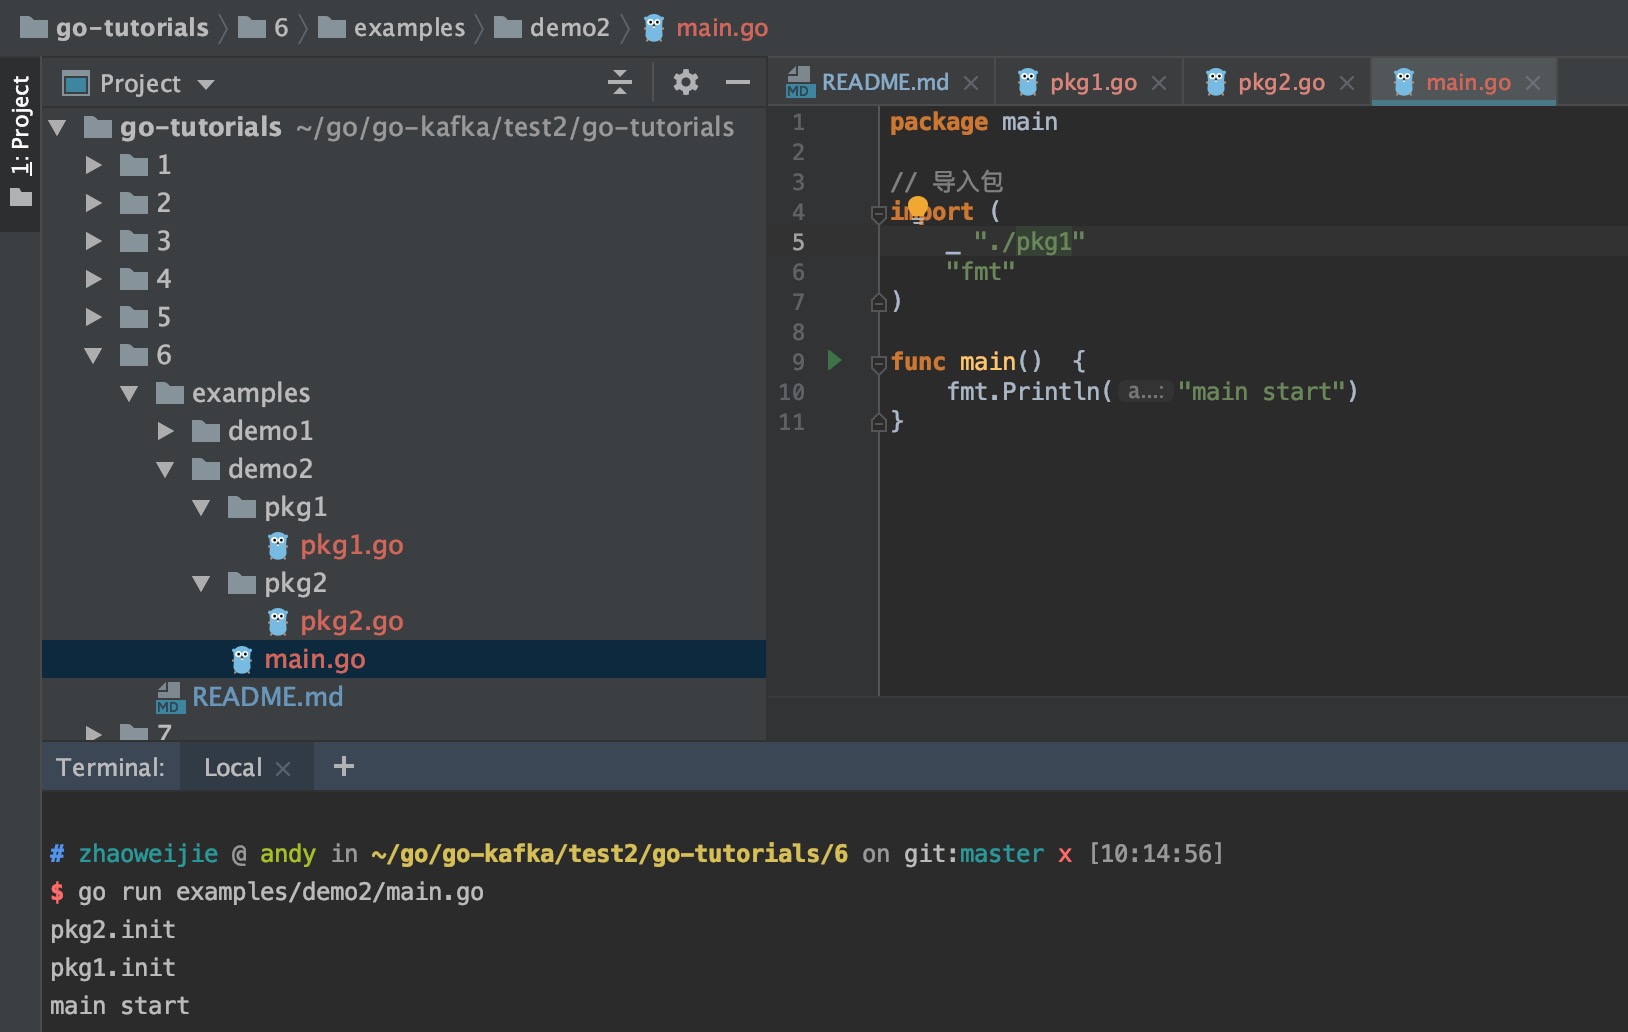 go-tutorials 6 examples demo2 main.go
1: Project
Project
go-tutorials ~/go/go-kafka/test2/go-tutorials
1
2
3
4
5
6
examples
demo1
demo2
pkg1
pkg1.go
pkg2
pkg2.go
main.go
MD README.md
7
MD README.md pkg1.go pkg2.go main.go
1 package main
2
3 // 导入包
4 import (
5 _ "./pkg1"
6 "fmt"
7 )
8
9 func main() {
10 fmt.Println( a...: "main start")
11 }
Terminal: Local +
# zhaoweijie @ andy in ~/go/go-kafka/test2/go-tutorials/6 on git:master x [10:14:56]
$ go run examples/demo2/main.go
pkg2.init
pkg1.init
main start